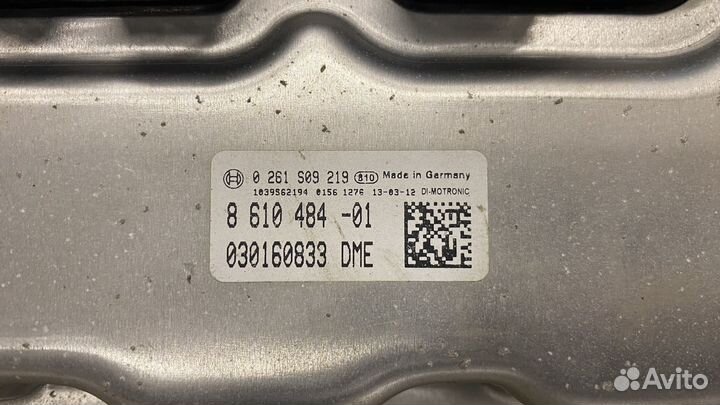 0 261 S09 219 810 Made in Germany
1039S62194 0156 1276 13-03-12 DI-MOTRONIC
8 610 484 -01
030160833 DME
Avito